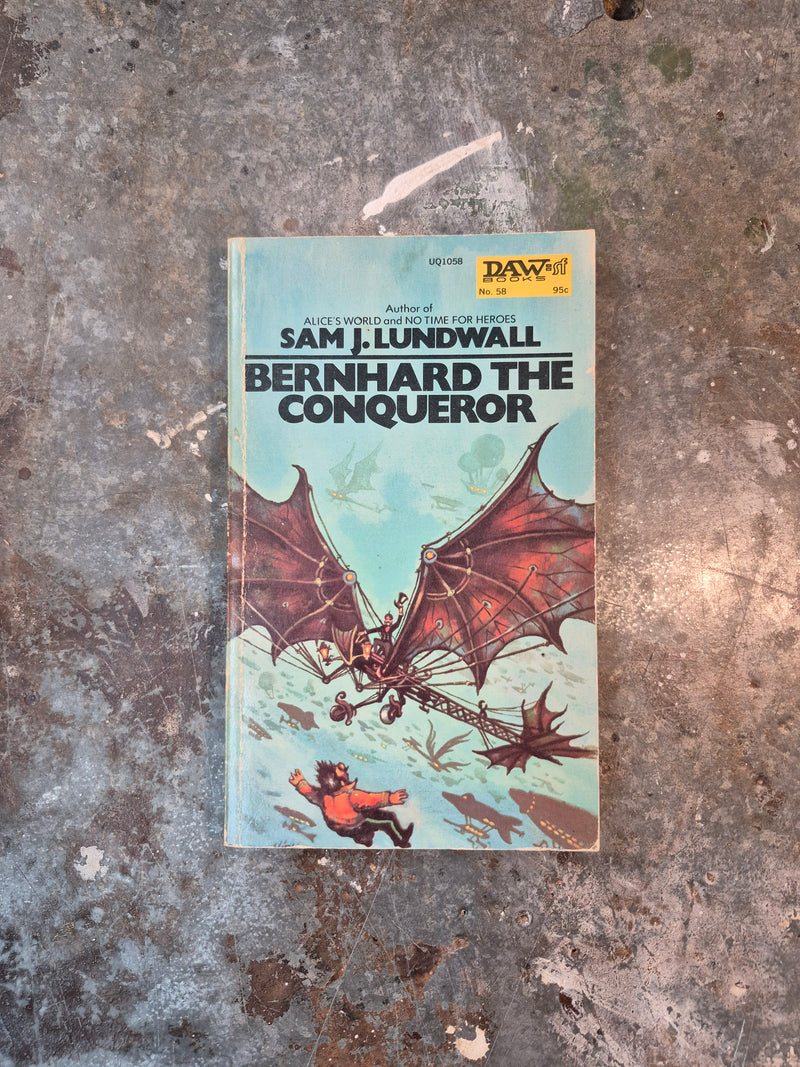 UQ1058
DAW=sf
BOOKS
No. 58 95c
Author of
ALICE'S WORLD and NO TIME FOR HEROES
SAM J. LUNDWALL
BERNHARD THE
CONQUEROR